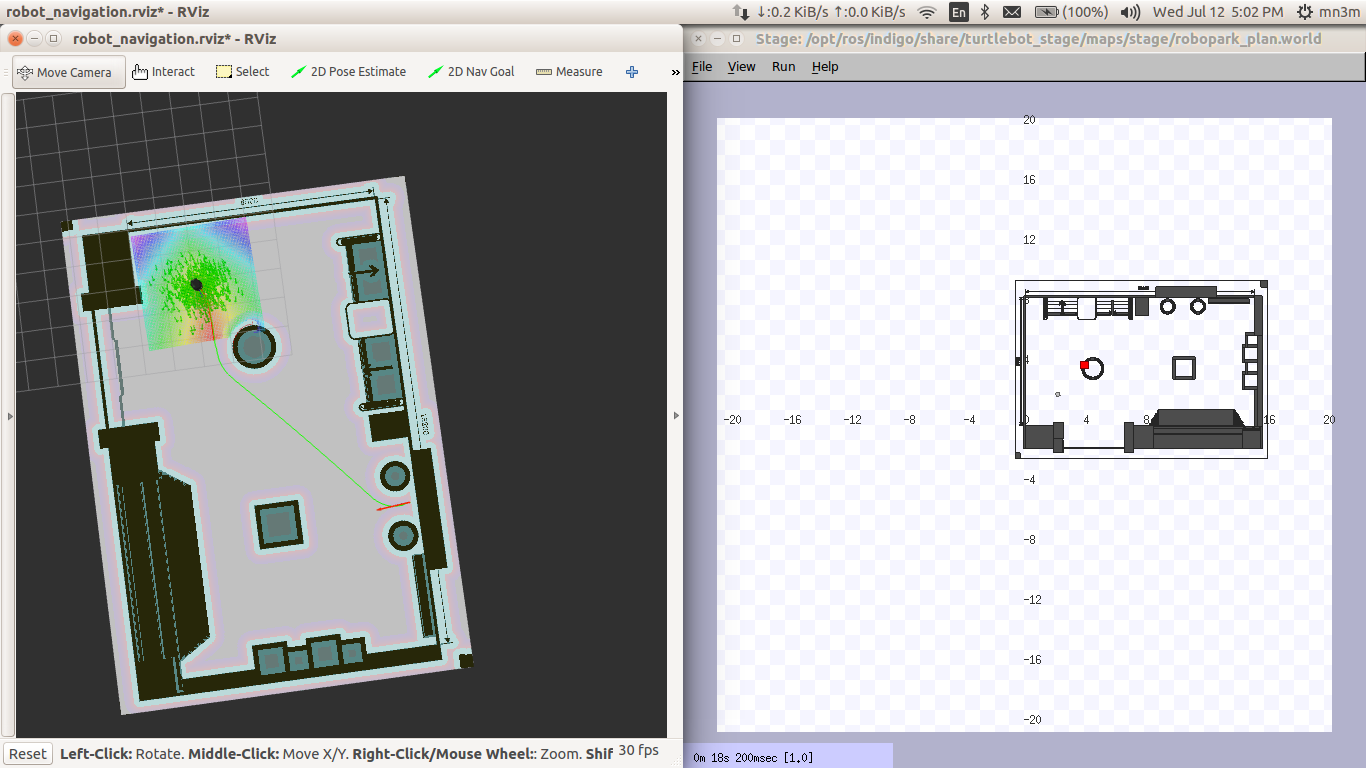 robot_navigation.rviz* - RViz
↓:0.2 KiB/s ↑:0.0 KiB/s En (100%) Wed Jul 12 5:02 PM mn3m
robot_navigation.rviz* - RViz
Move Camera Interact Select 2D Pose Estimate 2D Nav Goal Measure »
Reset Left-Click: Rotate. Middle-Click: Move X/Y. Right-Click/Mouse Wheel:: Zoom. Shif 30 fps
Stage: /opt/ros/indigo/share/turtlebot_stage/maps/stage/robopark_plan.world
File View Run Help
20
16
12
8
4
-20 -16 -12 -8 -4 0 4 8 12 16 20
-4
-8
-12
-16
-20
0m 18s 200msec [1.0]